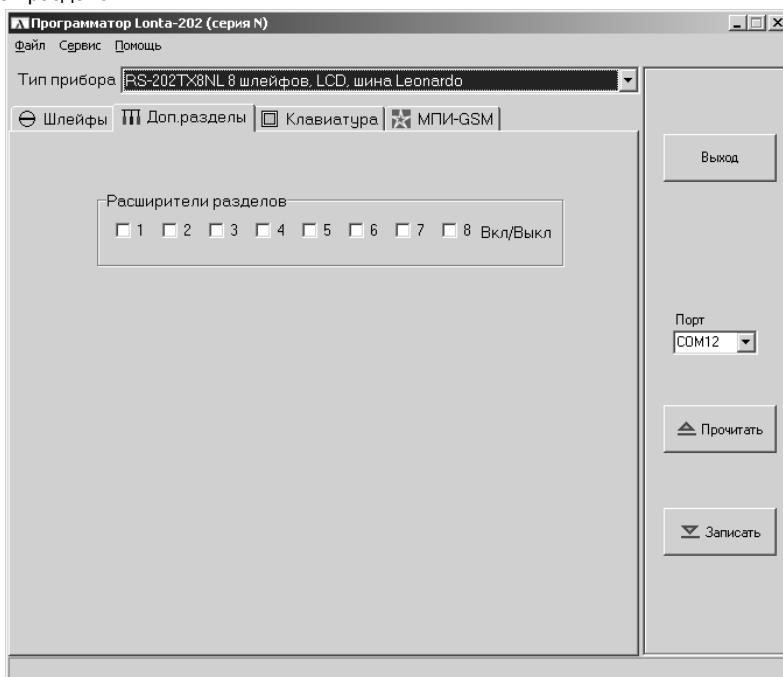 Программатор Lonta-202 (серия N)
Файл Сервис Помощь
Тип прибора RS-202TX8NL 8 шлейфов, LCD, шина Leonardo
Шлейфы Доп.разделы Клавиатура МПИ-GSM
Выход
Расширители разделов
1 2 3 4 5 6 7 8 Вкл/Выкл
Порт
COM12
Прочитать
Записать